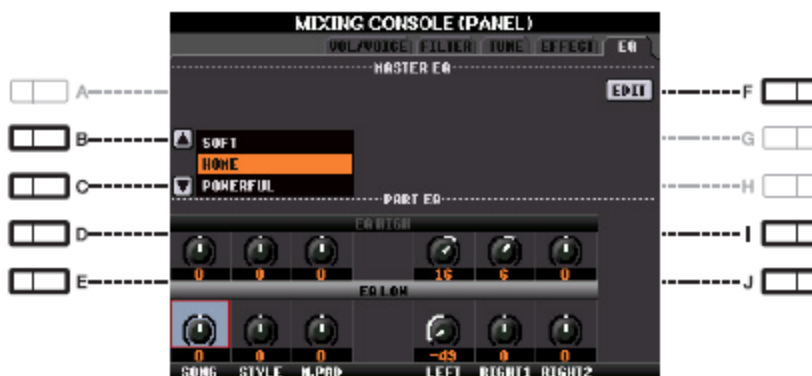 MIXING CONSOLE (PANEL)
VOL/VOICE FILTER TUNE EFFECT EQ
MASTER EQ
EDIT
A F
B G
C H
D I
E J
SOFT
HOME
POWERFUL
PART EQ
EQ HIGH
0 0 0 16 6 0
EQ LOW
0 0 0 -49 0 0
SONG STYLE M.PAD LEFT RIGHT1 RIGHT2